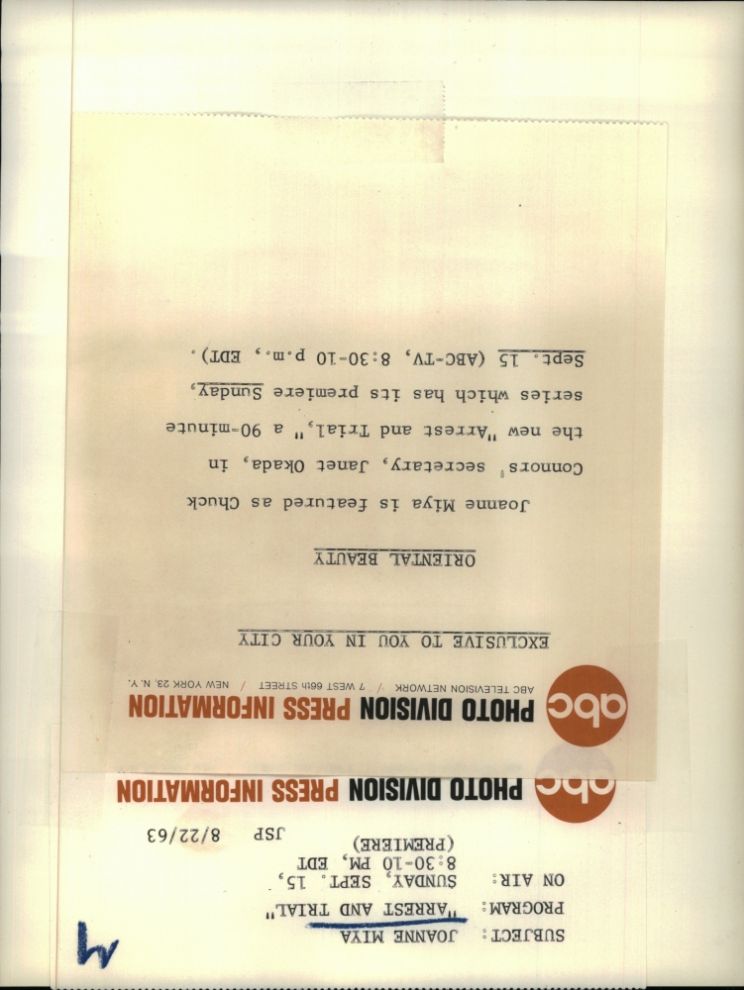 M
SUBJECT: JOANNE MIYA
PROGRAM: "ARREST AND TRIAL"
ON AIR: SUNDAY, SEPT. 15,
8:30-10 PM, EDT
(PREMIERE) JSP 8/22/63
abc PHOTO DIVISION PRESS INFORMATION
abc PHOTO DIVISION PRESS INFORMATION
ABC TELEVISION NETWORK / 7 WEST 66th STREET / NEW YORK 23, N.Y.
EXCLUSIVE TO YOU IN YOUR CITY
ORIENTAL BEAUTY
Joanne Miya is featured as Chuck
Connors' secretary, Janet Okada, in
the new "Arrest and Trial," a 90-minute
series which has its premiere Sunday,
Sept. 15 (ABC-TV, 8:30-10 p.m., EDT).